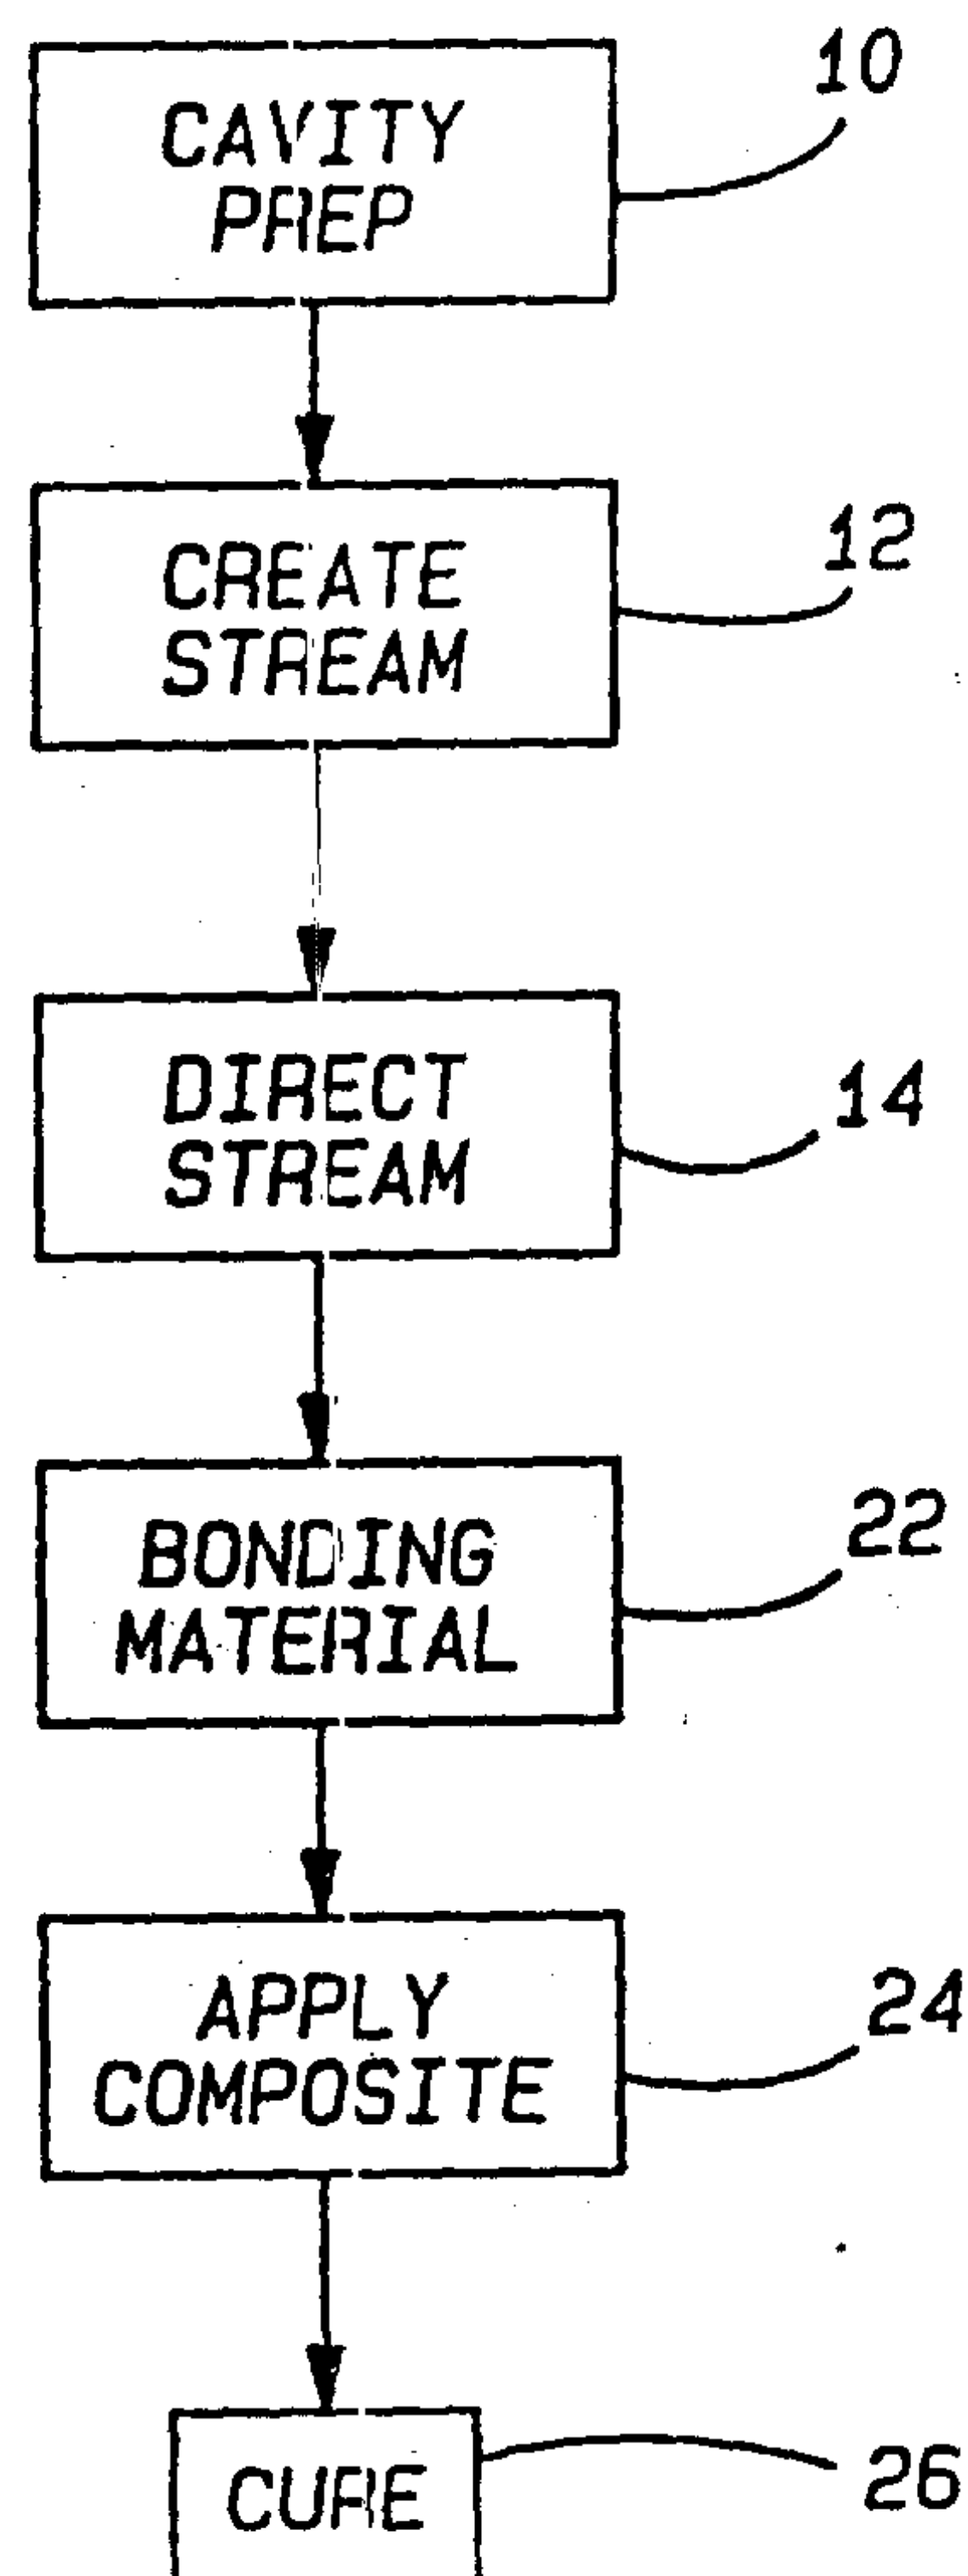 CAVITY
PREP
10
CREATE
STREAM
12
DIRECT
STREAM
14
BONDING
MATERIAL
22
APPLY
COMPOSITE
24
CURE
26